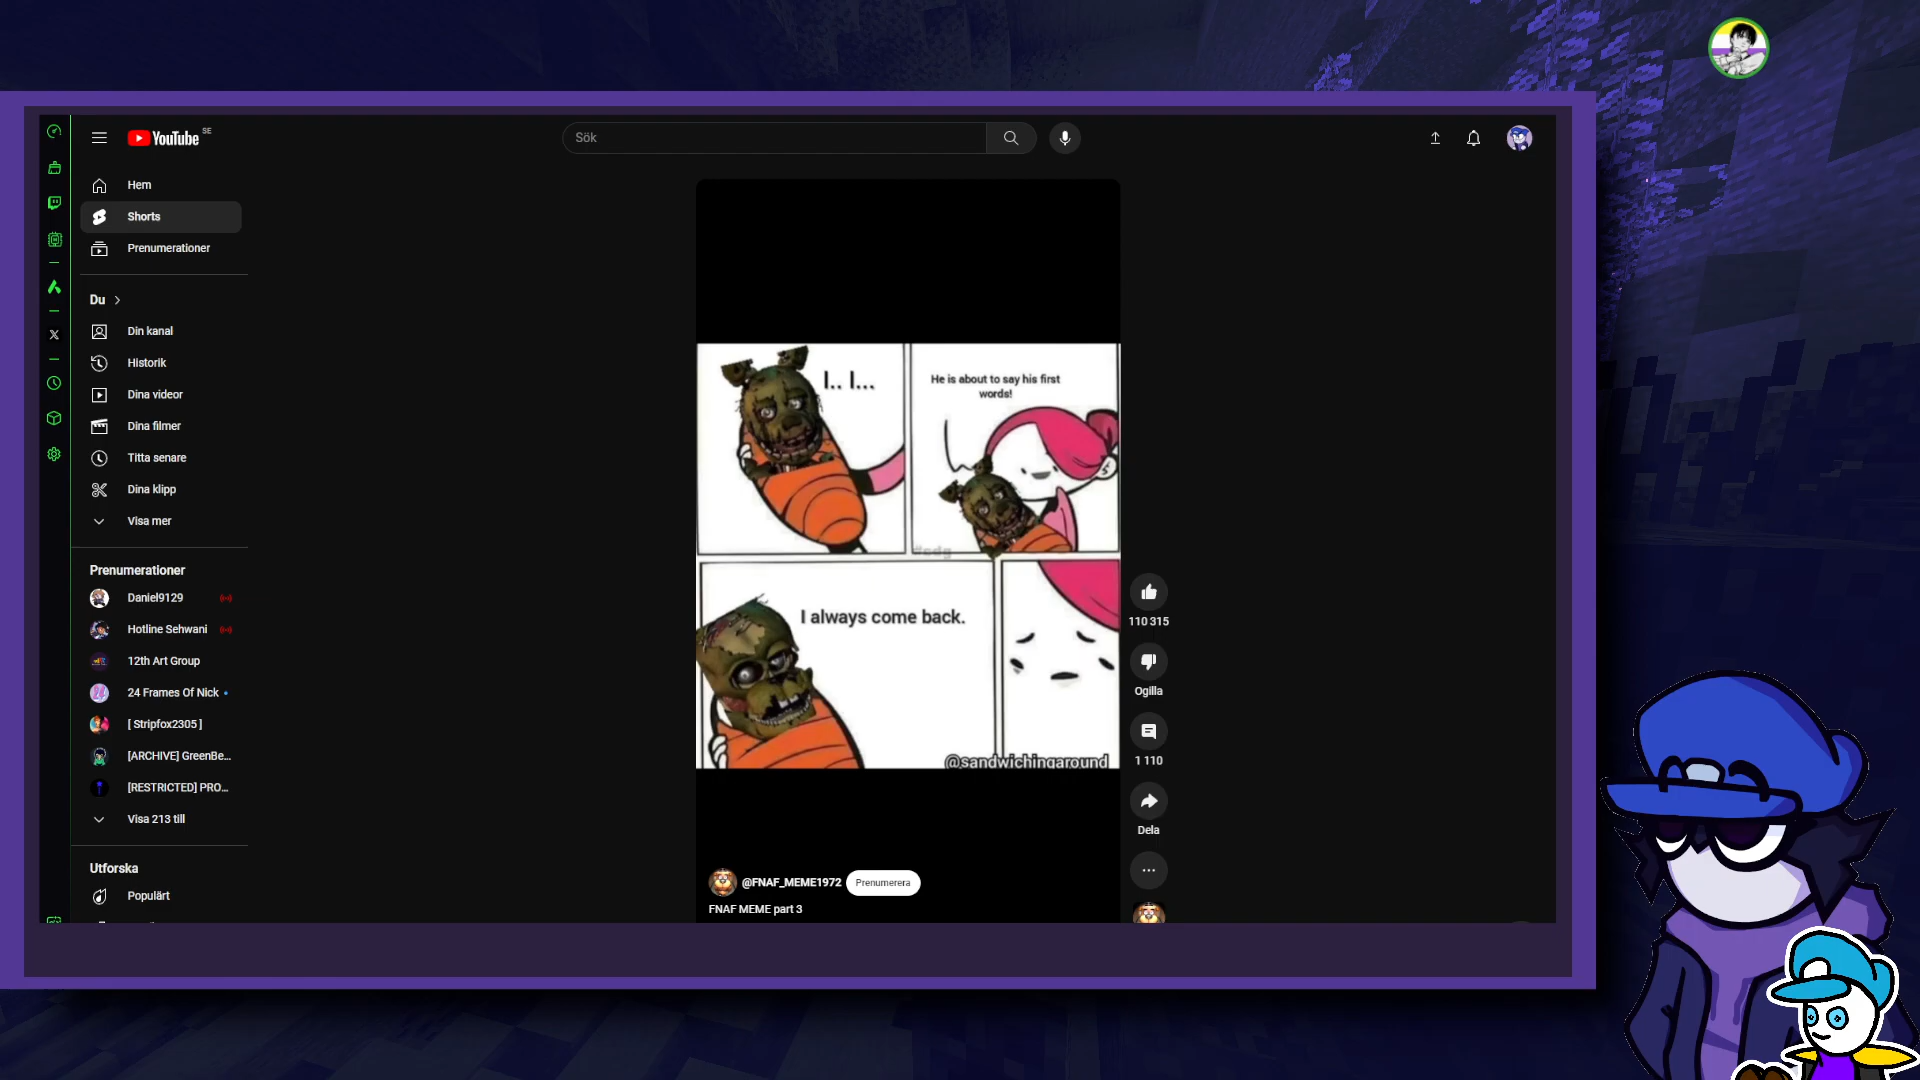 YouTube SE
Sök
Hem
Shorts
Prenumerationer
Du
Din kanal
Historik
Dina videor
Dina filmer
Titta senare
Dina klipp
Visa mer
Prenumerationer
Daniel9129
Hotline Sehwani
12th Art Group
24 Frames Of Nick
[ Stripfox2305 ]
[ARCHIVE] GreenBe...
[RESTRICTED] PRO...
Visa 213 till
Utforska
Populärt
I.. I...
He is about to say his first
words!
#cdg
I always come back.
@sandwichingaround
110 315
Ogilla
1 110
Dela
@FNAF_MEME1972
Prenumerera
FNAF MEME part 3